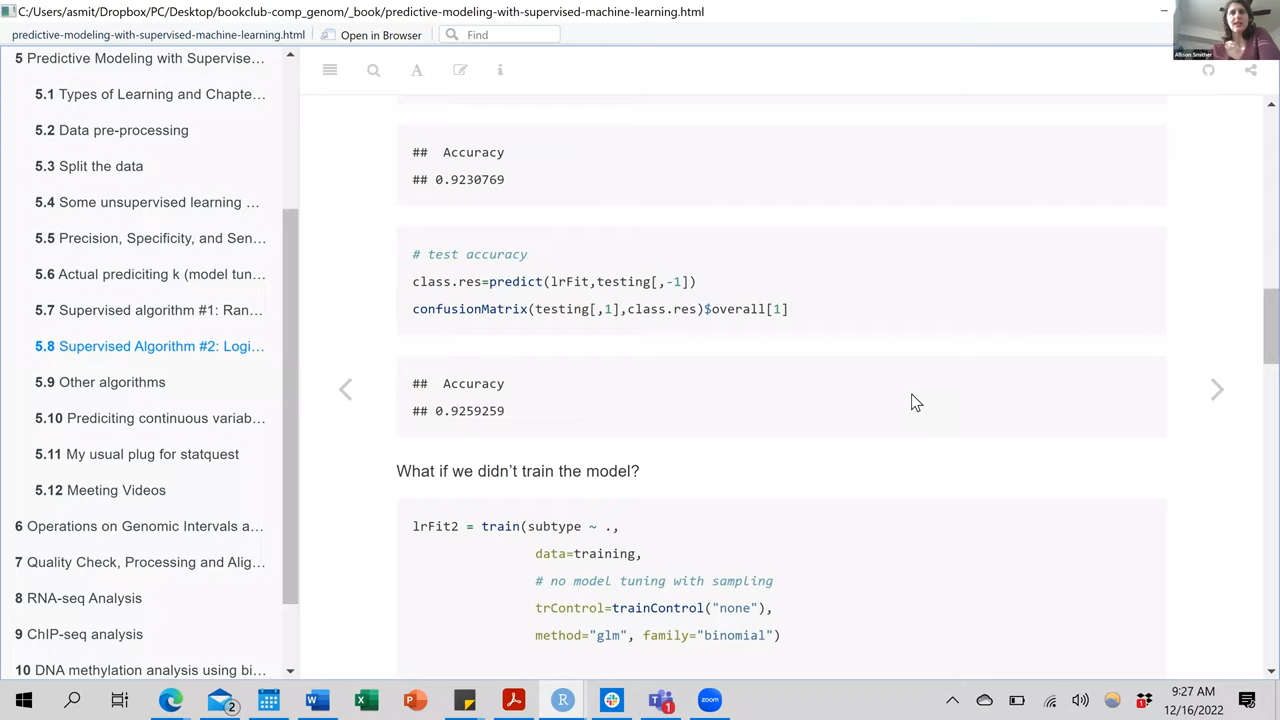 C:/Users/asmit/Dropbox/PC/Desktop/bookclub-comp_genom/_book/predictive-modeling-with-supervised-machine-learning.html
predictive-modeling-with-supervised-machine-learning.html
Open in Browser
Find
Allison Smither
5 Predictive Modeling with Supervise...
5.1 Types of Learning and Chapte...
5.2 Data pre-processing
5.3 Split the data
5.4 Some unsupervised learning ...
5.5 Precision, Specificity, and Sen...
5.6 Actual prediciting k (model tun...
5.7 Supervised algorithm #1: Ran...
5.8 Supervised Algorithm #2: Logi...
5.9 Other algorithms
5.10 Prediciting continuous variab...
5.11 My usual plug for statquest
5.12 Meeting Videos
6 Operations on Genomic Intervals a...
7 Quality Check, Processing and Alig...
8 RNA-seq Analysis
9 ChIP-seq analysis
10 DNA methylation analysis using bi...
A
## Accuracy
## 0.9230769
# test accuracy
class.res=predict(lrFit,testing[,-1])
confusionMatrix(testing[,1],class.res)$overall[1]
## Accuracy
## 0.9259259
What if we didn't train the model?
lrFit2 = train(subtype ~ .,
data=training,
# no model tuning with sampling
trControl=trainControl("none"),
method="glm", family="binomial")
2
W
X
P
R
T
1
zoom
1
9:27 AM
12/16/2022